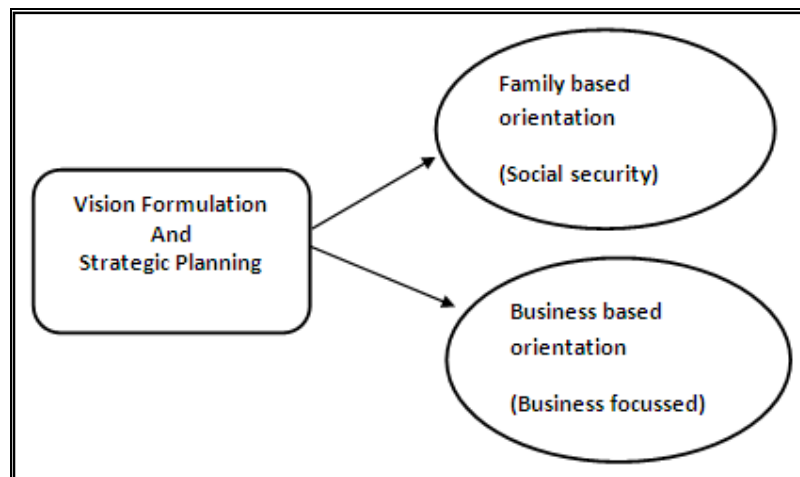 Vision Formulation
And
Strategic Planning
Family based
orientation
(Social security)
Business based
orientation
(Business focussed)